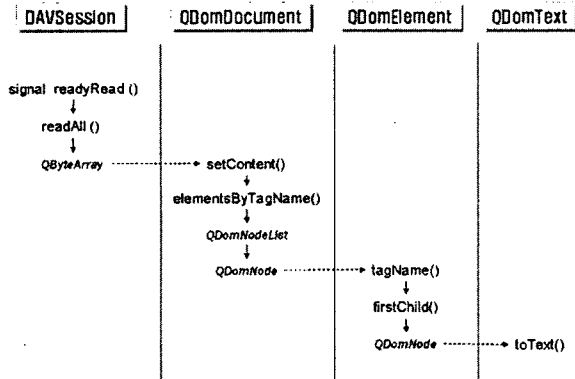 DAVSession QDomDocument QDomElement QDomText
signal readyRead ()
readAll ()
QByteArray setContent()
elementsByTagName()
QDomNodeList
QDomNode tagName()
firstChild()
QDomNode toText()